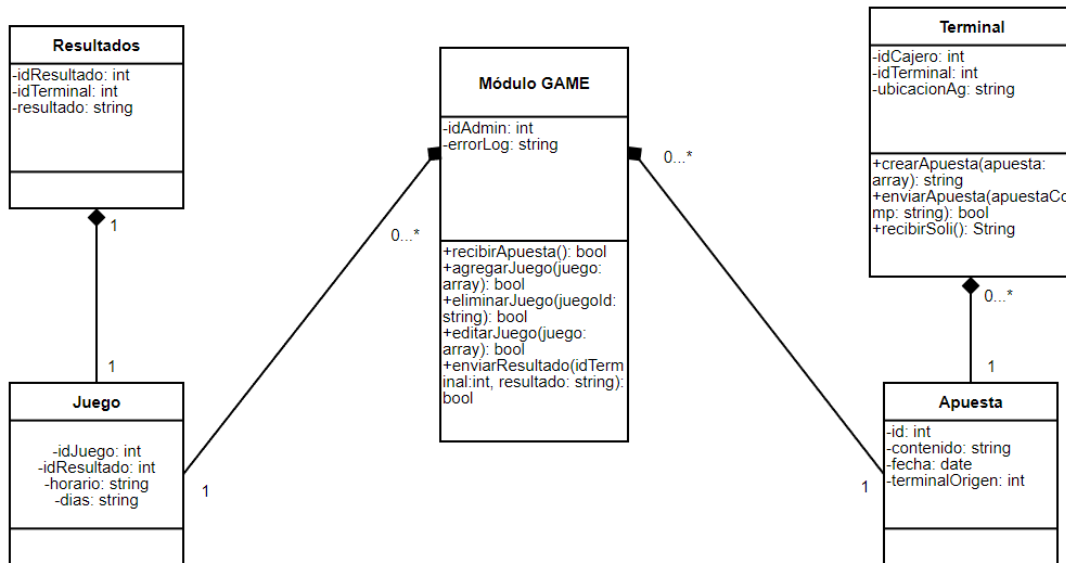 Resultados
-idResultado: int
-idTerminal: int
-resultado: string
1
1
Juego
-idJuego: int
-idResultado: int
-horario: string
-dias: string
1
0...*
Módulo GAME
-idAdmin: int
-errorLog: string
+recibirApuesta(): bool
+agregarJuego(juego:
array): bool
+eliminarJuego(juegoId:
string): bool
+editarJuego(juego:
array): bool
+enviarResultado(idTerm
inal:int, resultado: string):
bool
0...*
1
Terminal
-idCajero: int
-idTerminal: int
-ubicacionAg: string
+crearApuesta(apuesta:
array): string
+enviarApuesta(apuestaCo
mp: string): bool
+recibirSoli(): String
0...*
1
Apuesta
-id: int
-contenido: string
-fecha: date
-terminalOrigen: int